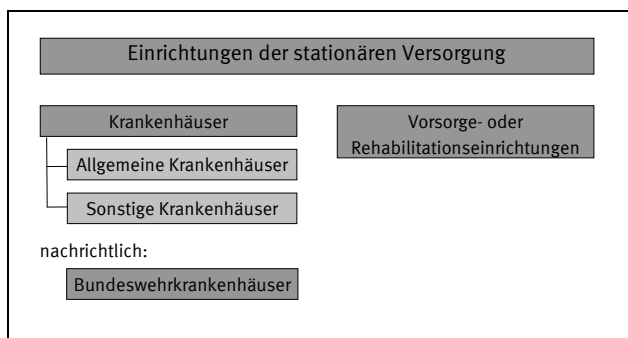 Einrichtungen der stationären Versorgung
Krankenhäuser
Allgemeine Krankenhäuser
Sonstige Krankenhäuser
nachrichtlich:
Bundeswehrkrankenhäuser
Vorsorge- oder
Rehabilitationseinrichtungen